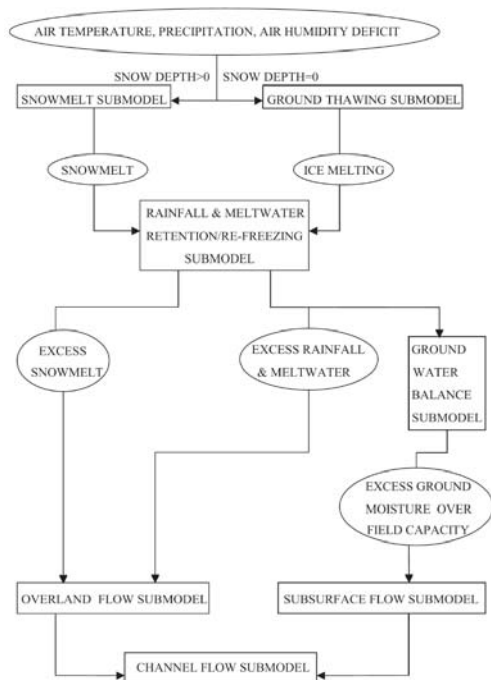 AIR TEMPERATURE, PRECIPITATION, AIR HUMIDITY DEFICIT
SNOW DEPTH>0
SNOW DEPTH=0
SNOWMELT SUBMODEL
GROUND THAWING SUBMODEL
SNOWMELT
ICE MELTING
RAINFALL & MELTWATER
RETENTION/RE-FREEZING
SUBMODEL
EXCESS
SNOWMELT
EXCESS RAINFALL
& MELTWATER
GROUND
WATER
BALANCE
SUBMODEL
EXCESS GROUND
MOISTURE OVER
FIELD CAPACITY
OVERLAND FLOW SUBMODEL
SUBSURFACE FLOW SUBMODEL
CHANNEL FLOW SUBMODEL